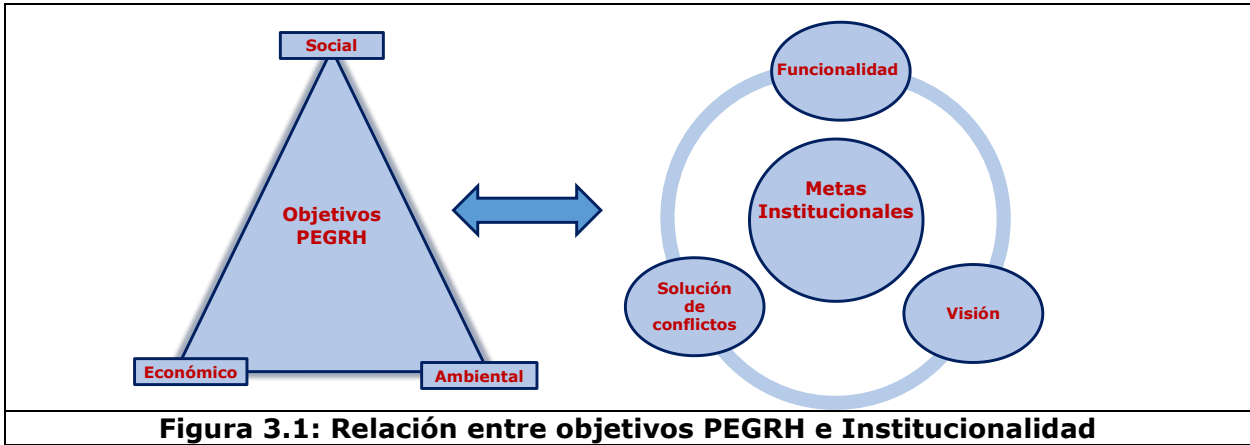 Social
Objetivos
PEGRH
Económico
Ambiental
Funcionalidad
Metas
Institucionales
Solución
de
conflictos
Visión
Figura 3.1: Relación entre objetivos PEGRH e Institucionalidad